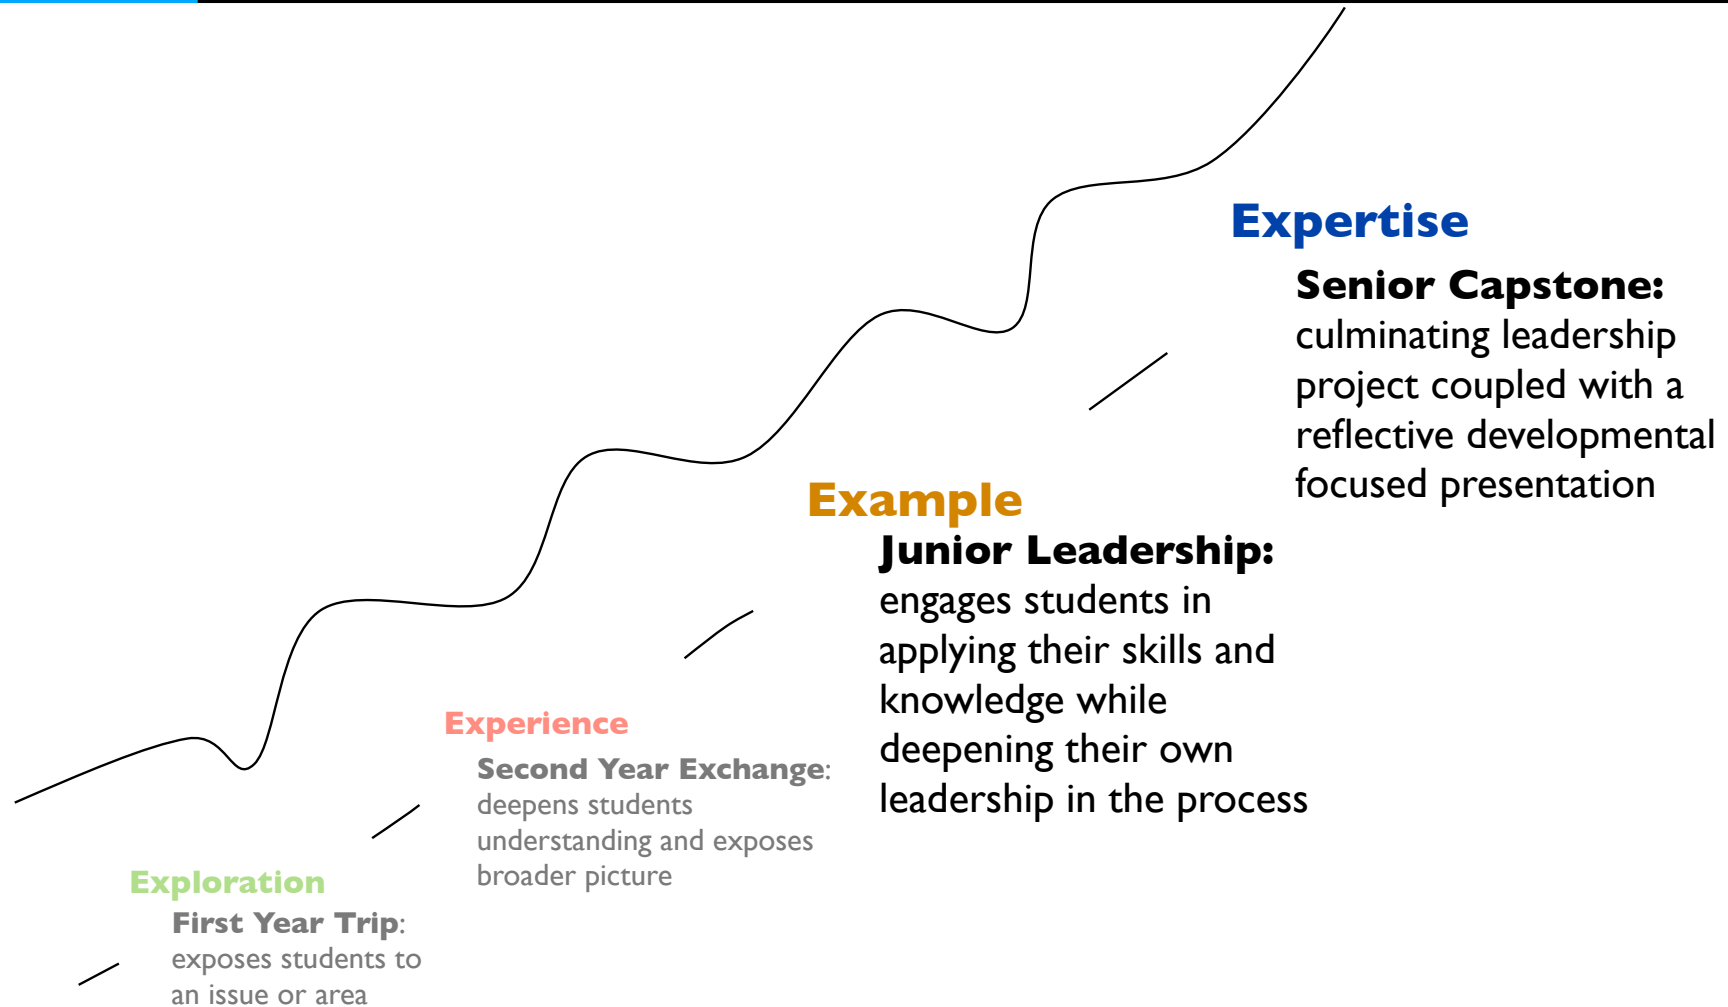 Expertise
Senior Capstone:
culminating leadership
project coupled with a
reflective developmental
focused presentation
Example
Junior Leadership:
engages students in
applying their skills and
knowledge while
deepening their own
leadership in the process
Experience
Second Year Exchange:
deepens students
understanding and exposes
broader picture
Exploration
First Year Trip:
exposes students to
an issue or area